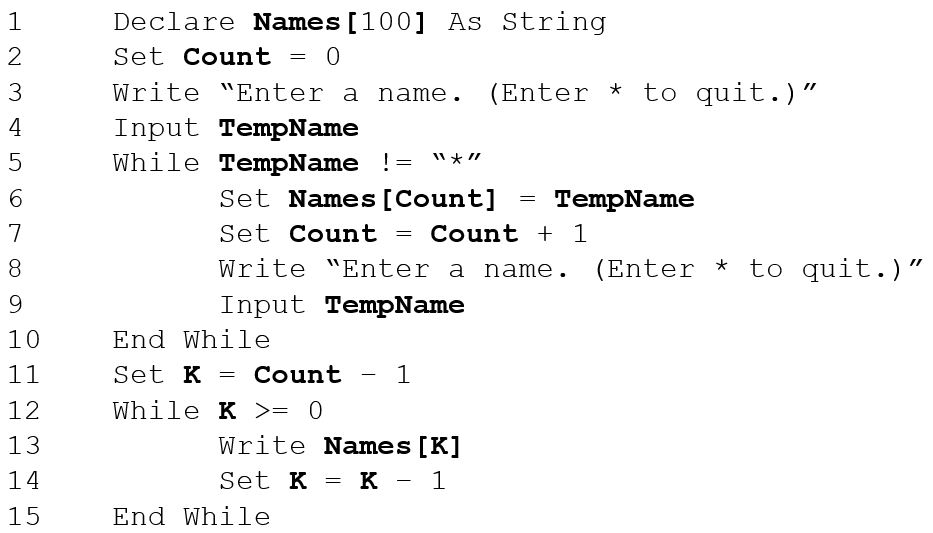 1 Declare Names[100] As String
2 Set Count = 0
3 Write “Enter a name. (Enter * to quit.)”
4 Input TempName
5 While TempName != “*”
6 Set Names[Count] = TempName
7 Set Count = Count + 1
8 Write “Enter a name. (Enter * to quit.)”
9 Input TempName
10 End While
11 Set K = Count – 1
12 While K >= 0
13 Write Names[K]
14 Set K = K – 1
15 End While